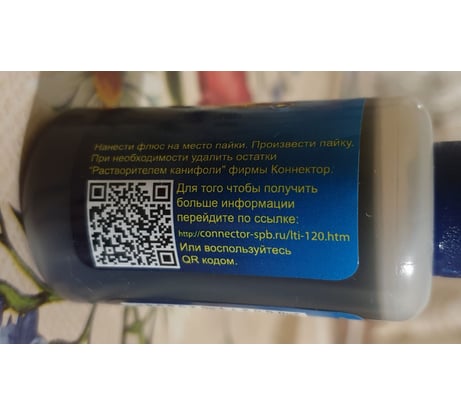 Нанести флюс на место пайки. Произвести пайку.
При необходимости удалить остатки
"Растворителем канифоли" фирмы Коннектор.
Для того чтобы получить
больше информации
перейдите по ссылке:
http://connector-spb.ru/lti-120.htm
Или воспользуйтесь
QR кодом.